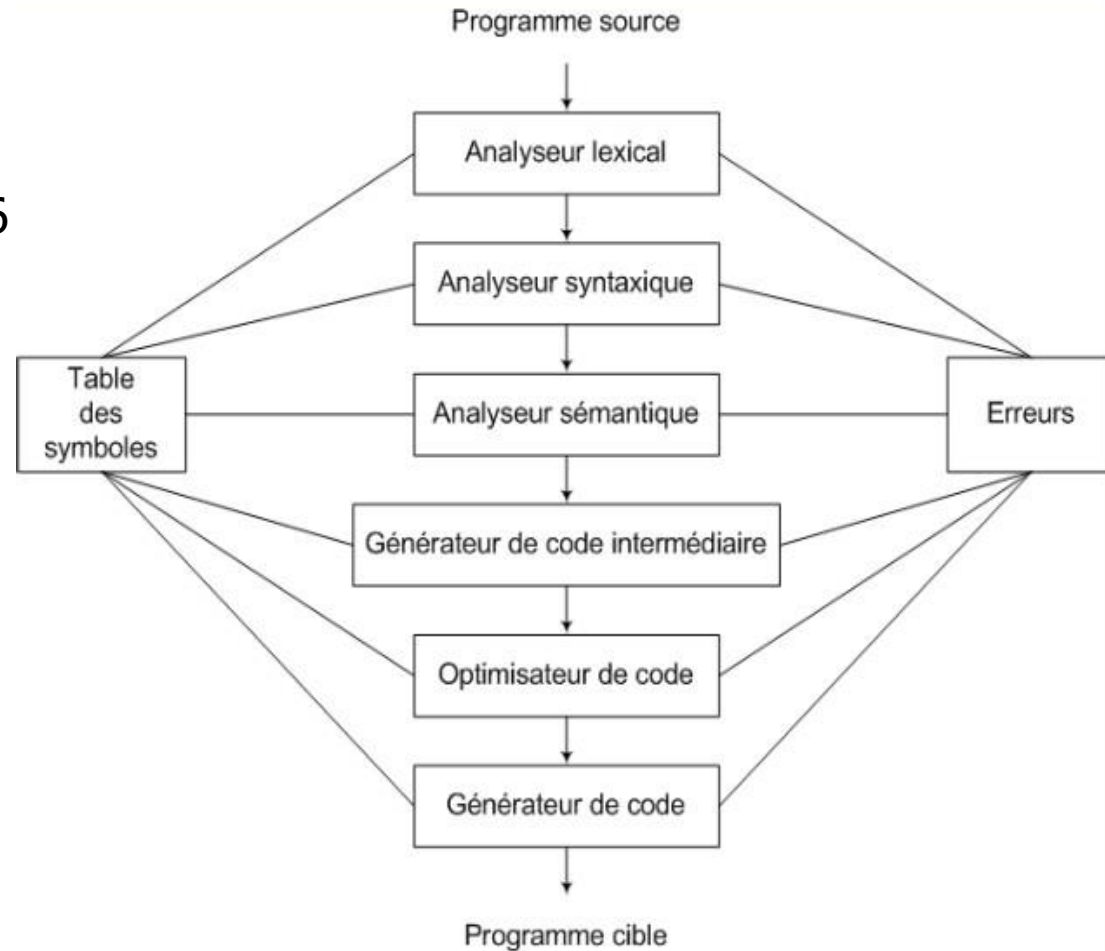 Programme source
Analyseur lexical
6
Analyseur syntaxique
Table
des
symboles
Analyseur sémantique
Erreurs
Générateur de code intermédiaire
Optimisateur de code
Générateur de code
Programme cible